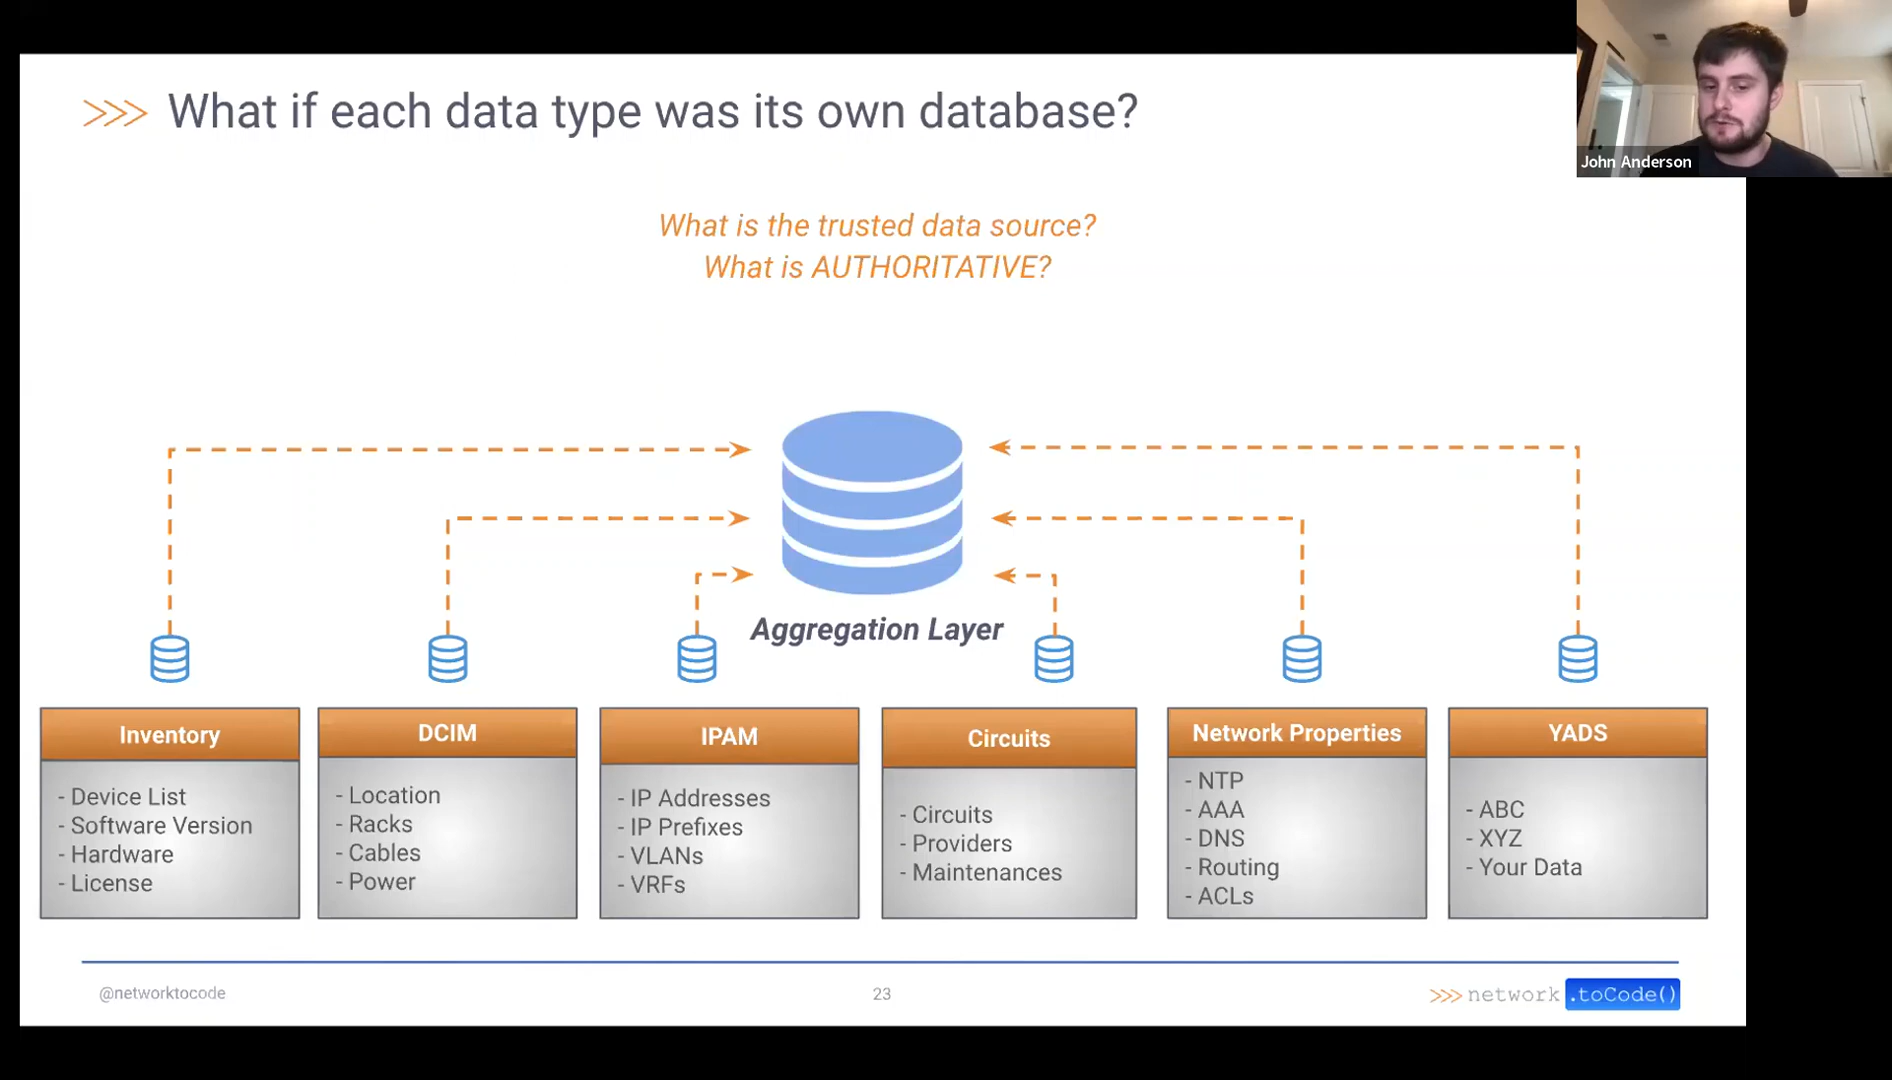 What if each data type was its own database?
John Anderson
What is the trusted data source?
What is AUTHORITATIVE?
Aggregation Layer
Inventory
- Device List
- Software Version
- Hardware
- License
DCIM
- Location
- Racks
- Cables
- Power
IPAM
- IP Addresses
- IP Prefixes
- VLANs
- VRFs
Circuits
- Circuits
- Providers
- Maintenances
Network Properties
- NTP
- AAA
- DNS
- Routing
- ACLs
YADS
- ABC
- XYZ
- Your Data
@networktocode
23
>>> network .toCode()